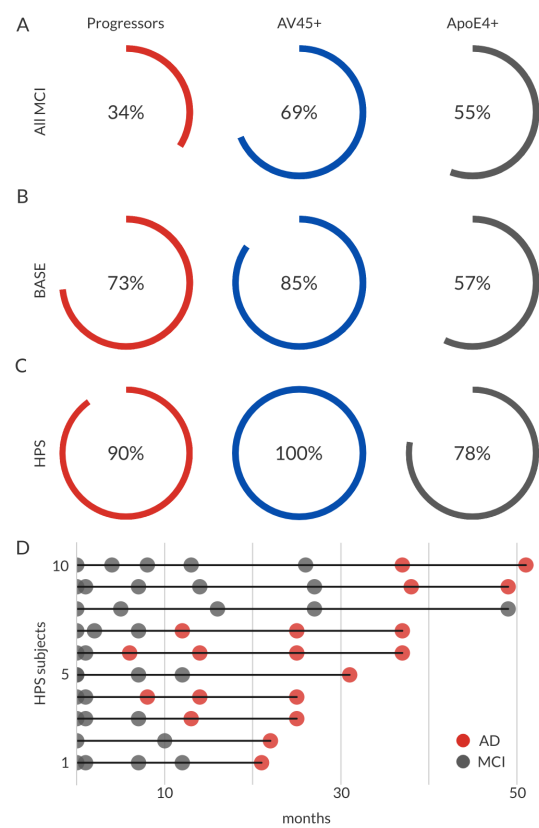 A Progressors AV45+ ApoE4+
All MCI 34% 69% 55%
B
BASE 73% 85% 57%
C
HPS 90% 100% 78%
D
10
5
1
HPS subjects
AD
MCI
10 30 50
months